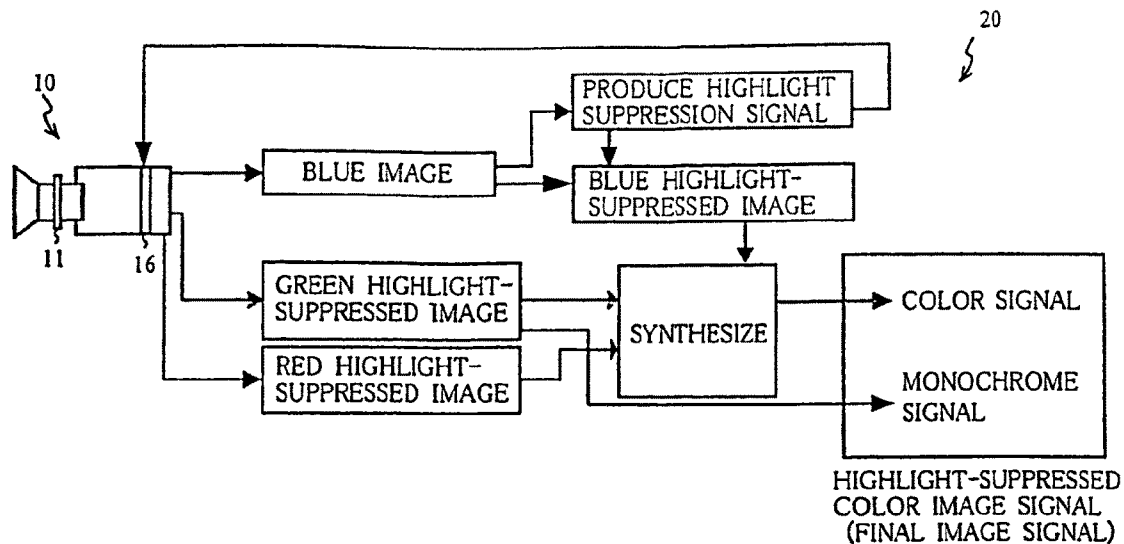 20
10
PRODUCE HIGHLIGHT
SUPPRESSION SIGNAL
BLUE IMAGE
BLUE HIGHLIGHT-
SUPPRESSED IMAGE
11
16
GREEN HIGHLIGHT-
SUPPRESSED IMAGE
SYNTHESIZE
COLOR SIGNAL
RED HIGHLIGHT-
SUPPRESSED IMAGE
MONOCHROME
SIGNAL
HIGHLIGHT-SUPPRESSED
COLOR IMAGE SIGNAL
(FINAL IMAGE SIGNAL)